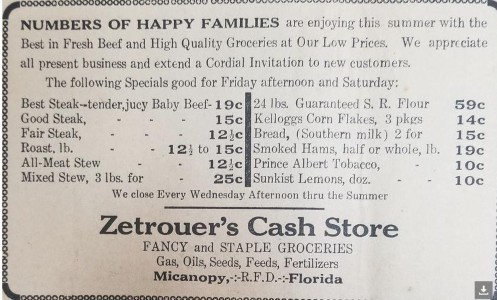 NUMBERS OF HAPPY FAMILIES are enjoying this summer with the
Best in Fresh Beef and High Quality Groceries at Our Low Prices. We appreciate
all present business and extend a Cordial Invitation to new customers.
The following Specials good for Friday afternoon and Saturday:
Best Steak--tender,jucy Baby Beef- 19c
Good Steak, - - - 15c
Fair Steak, - - - 12½c
Roast, lb. - - 12½ to 15c
All-Meat Stew - - 12½c
Mixed Stew, 3 lbs. for - 25c
24 lbs. Guaranteed S. R. Flour 59c
Kelloggs Corn Flakes, 3 pkgs 14c
Bread, (Southern milk) 2 for 15c
Smoked Hams, half or whole, lb. 19c
Prince Albert Tobacco, - 10c
Sunkist Lemons, doz. - - 10c
We close Every Wednesday Afternoon thru the Summer
Zetrouer's Cash Store
FANCY and STAPLE GROCERIES
Gas, Oils, Seeds, Feeds, Fertilizers
Micanopy,-:-R.F.D.-:-Florida